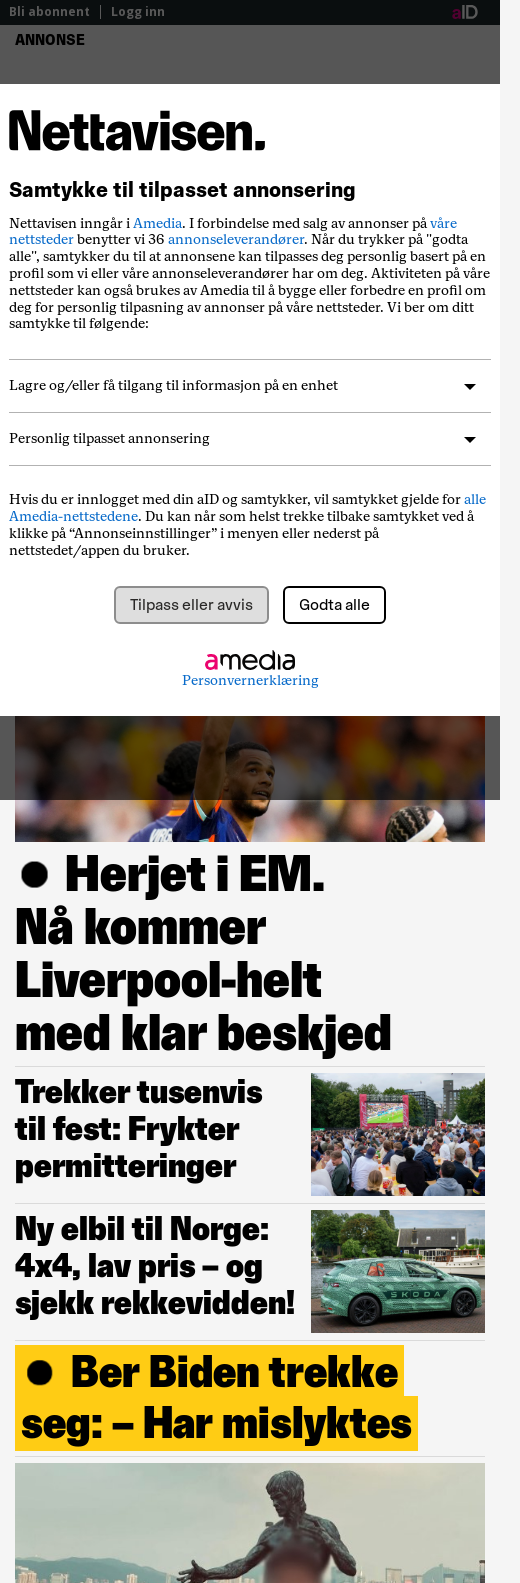 Bli abonnent | Logg inn aID
ANNONSE
Nettavisen.
Samtykke til tilpasset annonsering
Nettavisen inngår i Amedia. I forbindelse med salg av annonser på våre
nettsteder benytter vi 36 annonseleverandører. Når du trykker på "godta
alle", samtykker du til at annonsene kan tilpasses deg personlig basert på en
profil som vi eller våre annonseleverandører har om deg. Aktiviteten på våre
nettsteder kan også brukes av Amedia til å bygge eller forbedre en profil om
deg for personlig tilpasning av annonser på våre nettsteder. Vi ber om ditt
samtykke til følgende:
Lagre og/eller få tilgang til informasjon på en enhet
Personlig tilpasset annonsering
Hvis du er innlogget med din aID og samtykker, vil samtykket gjelde for alle
Amedia-nettstedene. Du kan når som helst trekke tilbake samtykket ved å
klikke på “Annonseinnstillinger” i menyen eller nederst på
nettstedet/appen du bruker.
Tilpass eller avvis Godta alle
amedia
Personvernerklæring
Herjet i EM.
Nå kommer
Liverpool-helt
med klar beskjed
Trekker tusenvis
til fest: Frykter
permitteringer
Ny elbil til Norge:
4x4, lav pris – og
sjekk rekkevidden!
SKODA
Ber Biden trekke
seg: – Har mislyktes